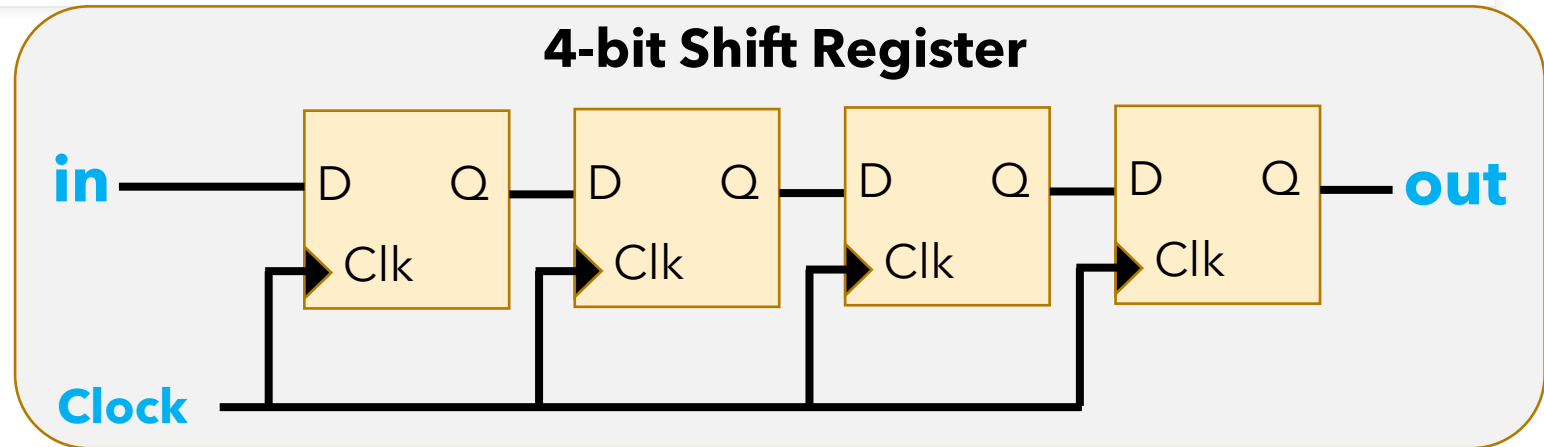 4-bit Shift Register
in D Q D Q D Q D Q out
Clk Clk Clk Clk
Clock